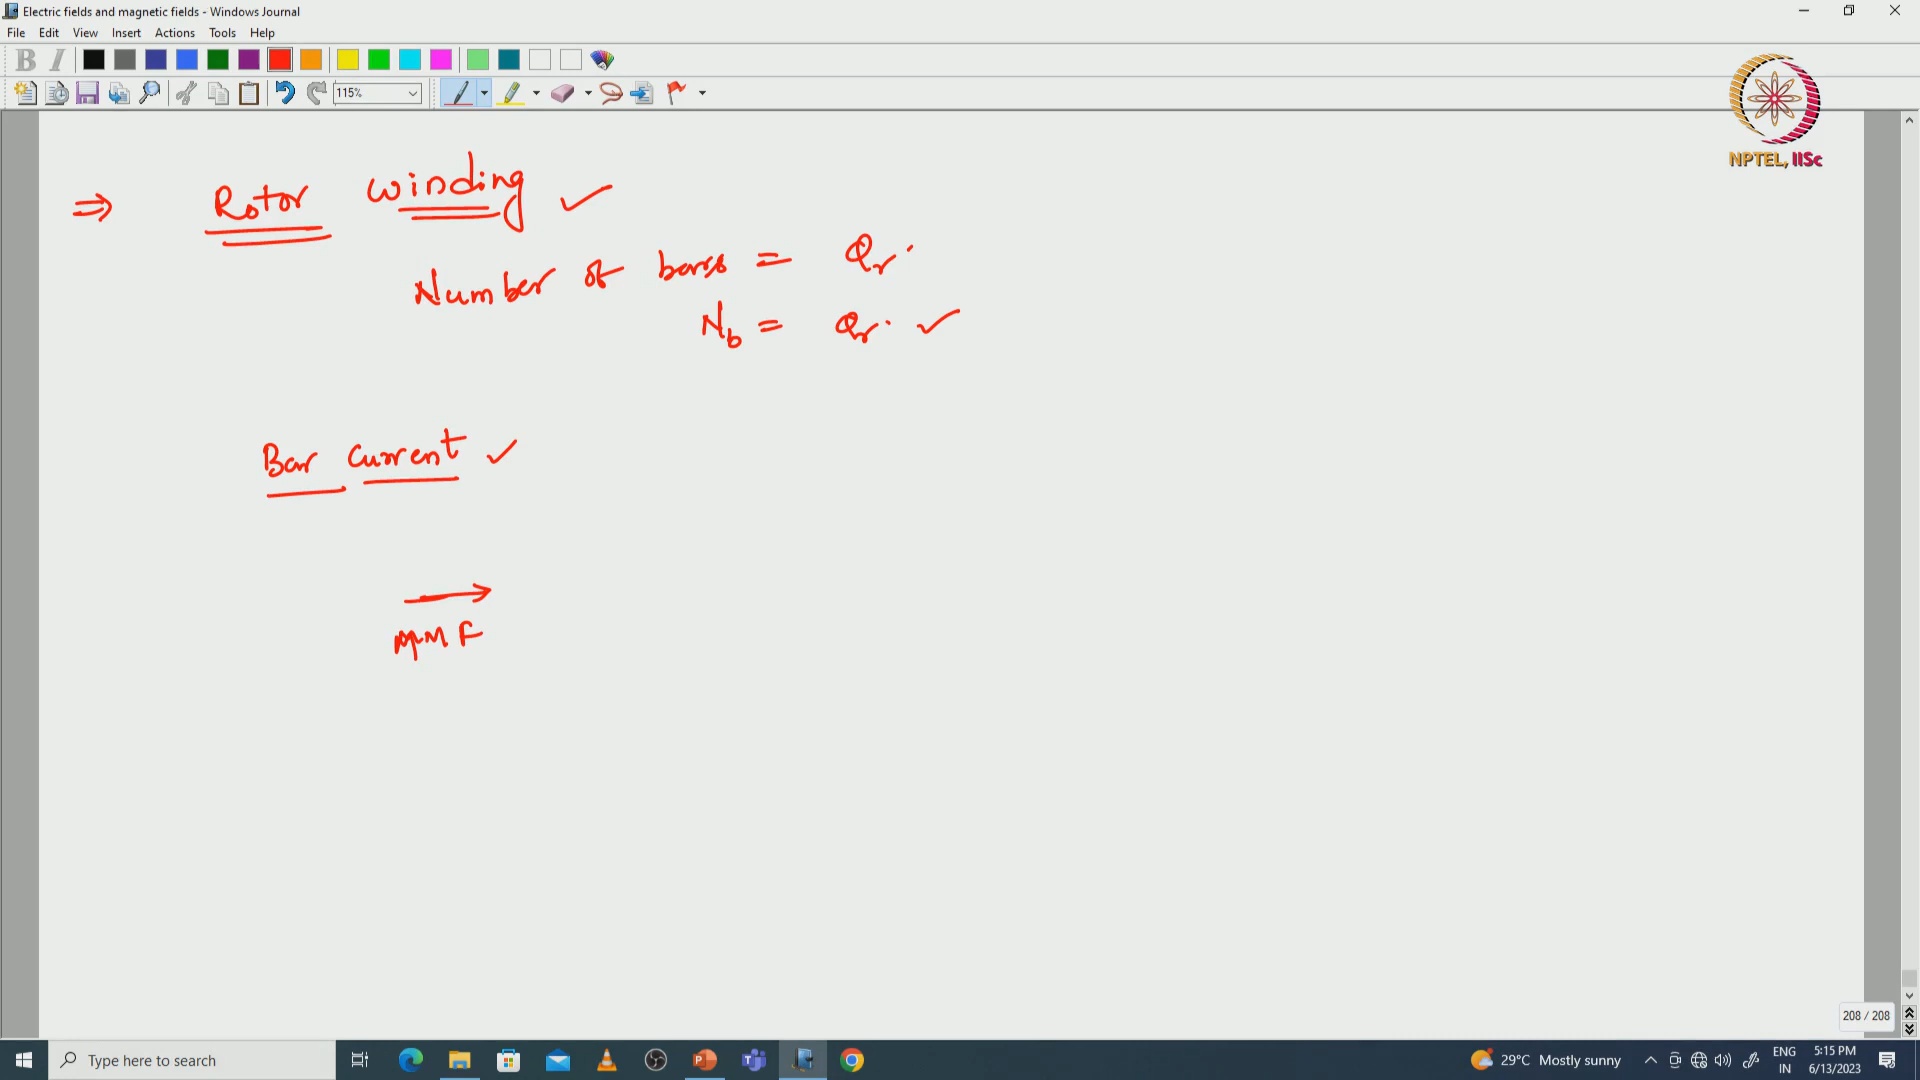 Electric fields and magnetic fields - Windows Journal
File Edit View Insert Actions Tools Help
B I
115%
NPTEL, IISc
⇒ Rotor winding ✓
Number of bars = Qr
Nb = Qr ✓
Bar current ✓
→
MMF
208 / 208
Type here to search
29°C Mostly sunny
ENG
IN
5:15 PM
6/13/2023